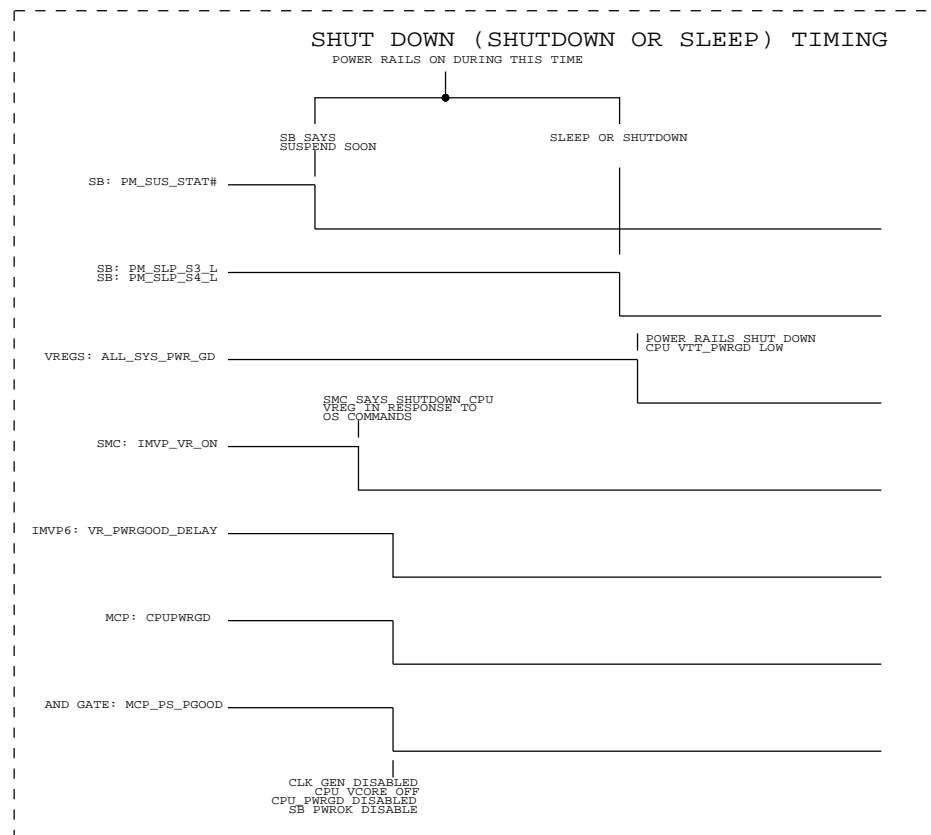 SHUT DOWN (SHUTDOWN OR SLEEP) TIMING
POWER RAILS ON DURING THIS TIME
SB SAYS
SUSPEND SOON
SLEEP OR SHUTDOWN
SB: PM_SUS_STAT#
SB: PM_SLP_S3_L
SB: PM_SLP_S4_L
POWER RAILS SHUT DOWN
CPU VTT_PWRGD LOW
VREGS: ALL_SYS_PWR_GD
SMC SAYS SHUTDOWN CPU
VREG IN RESPONSE TO
OS COMMANDS
SMC: IMVP_VR_ON
IMVP6: VR_PWRGOOD_DELAY
MCP: CPUPWRGD
AND GATE: MCP_PS_PGOOD
CLK GEN DISABLED
CPU VCORE OFF
CPU_PWRGD DISABLED
SB PWROK DISABLE